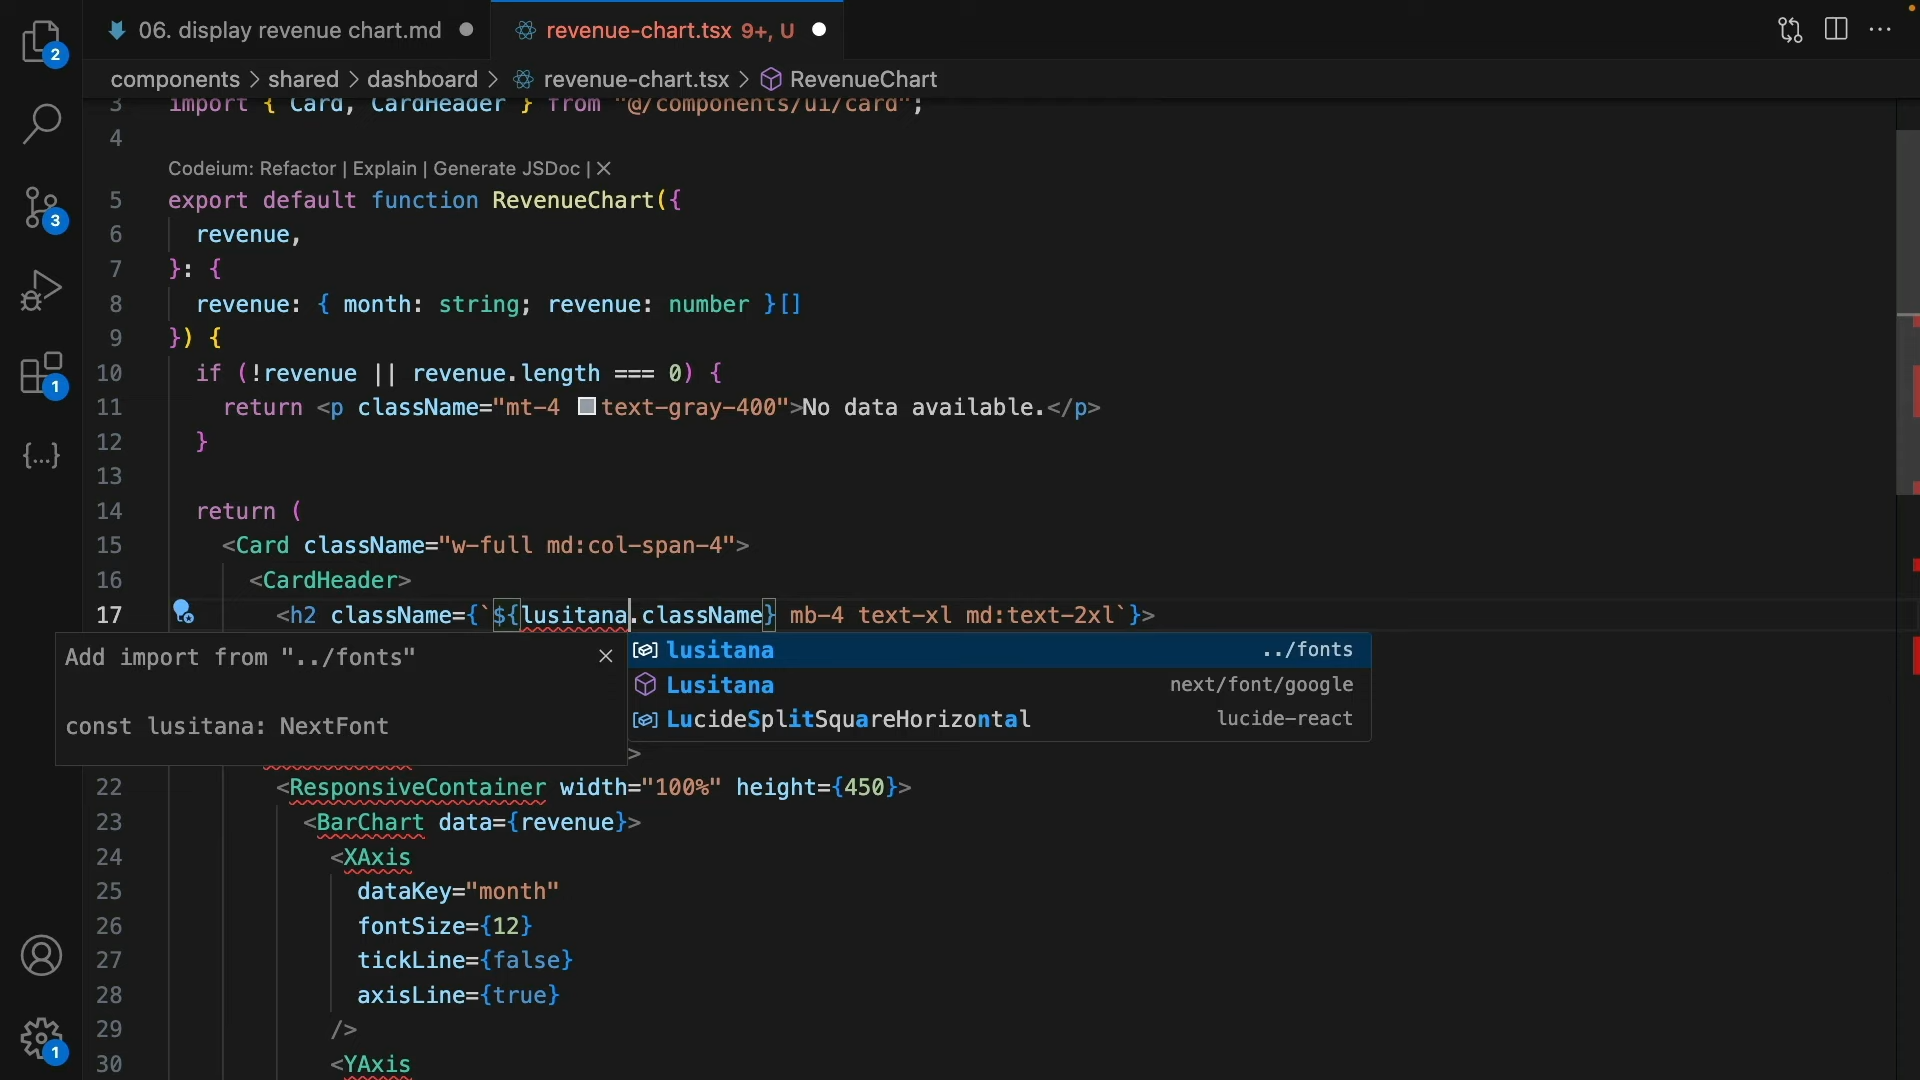 06. display revenue chart.md
revenue-chart.tsx 9+, U
components > shared > dashboard > revenue-chart.tsx > RevenueChart
3 import { Card, CardHeader } from "@/components/ui/card";
4
Codeium: Refactor | Explain | Generate JSDoc | ×
5 export default function RevenueChart({
6 revenue,
7 }: {
8 revenue: { month: string; revenue: number }[]
9 }) {
10 if (!revenue || revenue.length === 0) {
11 return <p className="mt-4 text-gray-400">No data available.</p>
12 }
13
14 return (
15 <Card className="w-full md:col-span-4">
16 <CardHeader>
17 <h2 className={`${lusitana.className} mb-4 text-xl md:text-2xl`}>
Add import from "../fonts"
const lusitana: NextFont
lusitana ../fonts
Lusitana next/font/google
LucideSplitSquareHorizontal lucide-react
>
22 <ResponsiveContainer width="100%" height={450}>
23 <BarChart data={revenue}>
24 <XAxis
25 dataKey="month"
26 fontSize={12}
27 tickLine={false}
28 axisLine={true}
29 />
30 <YAxis
2
3
1
{...}
1